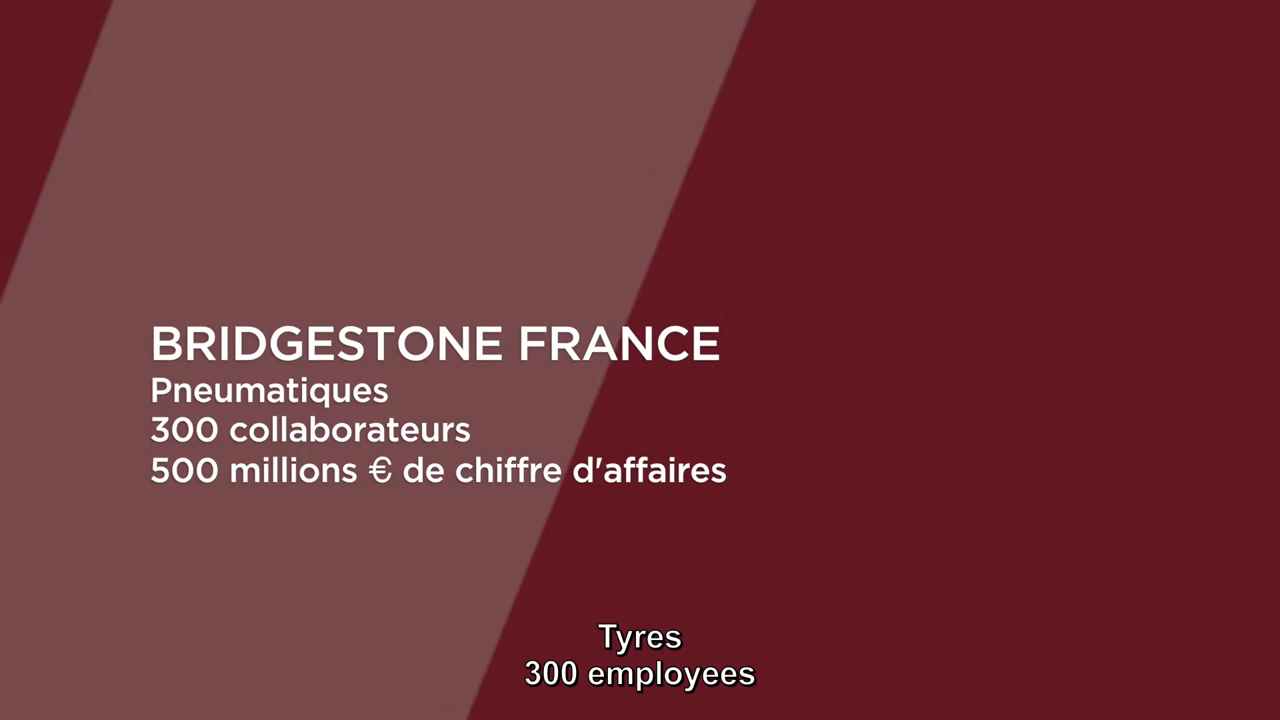 BRIDGESTONE FRANCE
Pneumatiques
300 collaborateurs
500 millions € de chiffre d'affaires
Tyres
300 employees